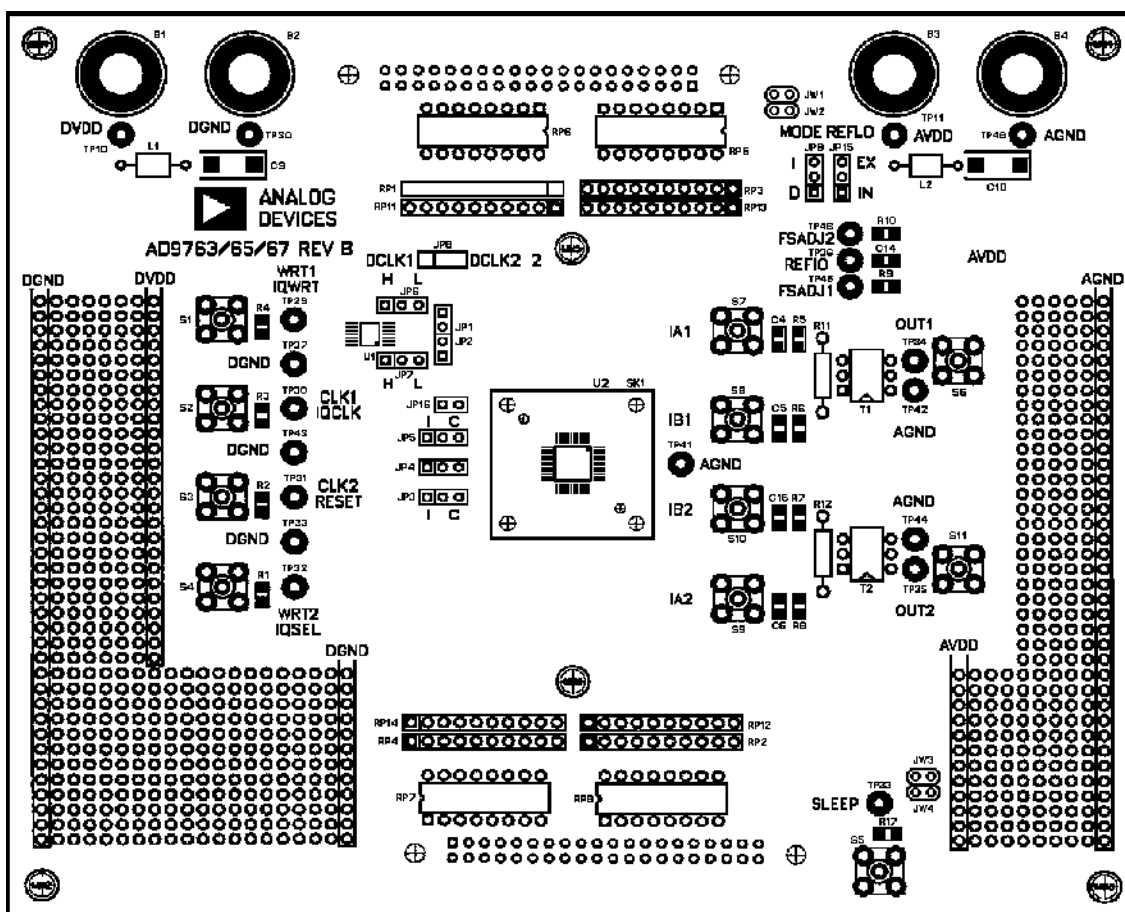 B1
B2
B3
B4
DVDD
TP10
DGND
TP30
L1
C9
RP6
RP5
JW1
JW2
TP11
AVDD
TP48
AGND
MODE REFLO
JP9 JP15
I
EX
D
IN
L2
C10
ANALOG
DEVICES
RP1
RP11
RP3
RP13
AD9763/65/67 REV B
DCLK1
JP8
DCLK2 2
H L
JP6
FSADJ2
R10
REFIO
C14
FSADJ1
R9
AVDD
DGND
DVDD
AGND
WRT1
IQWRT
TP29
S1
R4
U1
JP1
JP2
JP7
H L
DGND
TP37
S7
IA1
C4
R5
R11
OUT1
TP34
S6
T1
TP42
AGND
S2
R3
TP30
CLK1
IQCLK
JP16
I C
JP5
JP4
JP3
I C
U2
SK1
S8
IB1
C5
R6
TP41
AGND
DGND
TP43
S3
R2
TP31
CLK2
RESET
DGND
TP33
IB2
S10
C16
R7
R12
AGND
TP44
S11
T2
TP35
OUT2
S4
R1
TP32
WRT2
IQSEL
IA2
S9
C6
R8
DGND
AVDD
RP14
RP4
RP12
RP2
RP7
RP8
JW3
JW4
SLEEP
TP33
R17
S5